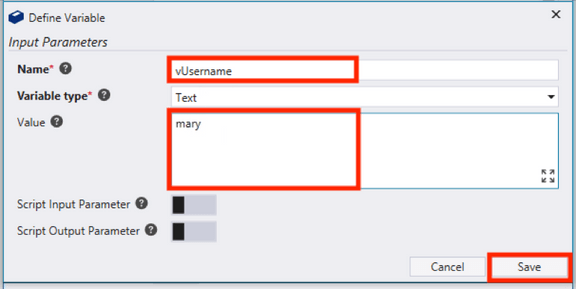 Define Variable
Input Parameters
Name* ?
vUsername
Variable type* ?
Text
Value ?
mary
Script Input Parameter ?
Script Output Parameter ?
Cancel
Save